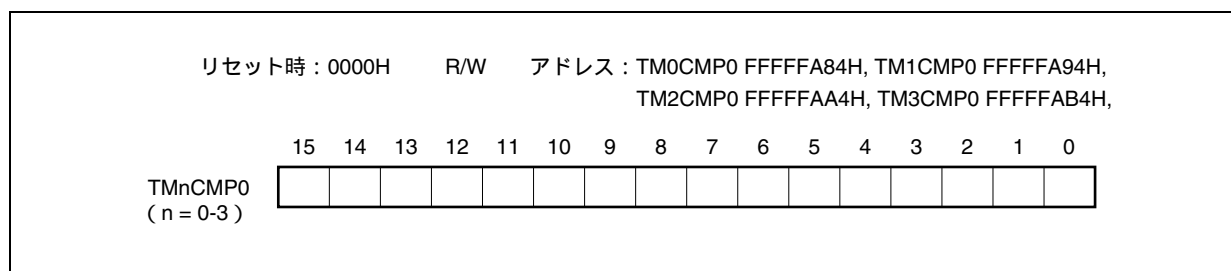 リセット時：0000H R/W アドレス：TM0CMP0 FFFFFA84H, TM1CMP0 FFFFFA94H,
TM2CMP0 FFFFFAA4H, TM3CMP0 FFFFFAB4H,
15 14 13 12 11 10 9 8 7 6 5 4 3 2 1 0
TMnCMP0
（n = 0-3）